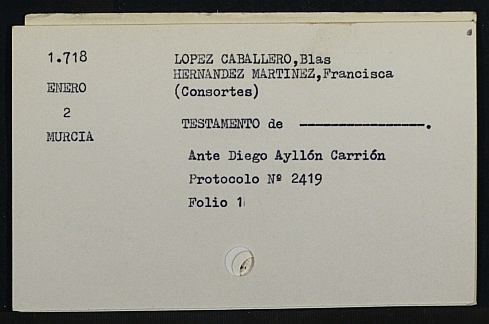 1.718
ENERO
2
MURCIA
LOPEZ CABALLERO,Blas
HERNANDEZ MARTINEZ,Francisca
(Consortes)
TESTAMENTO de ----------------.
Ante Diego Ayllón Carrión
Protocolo Nº 2419
Folio 1